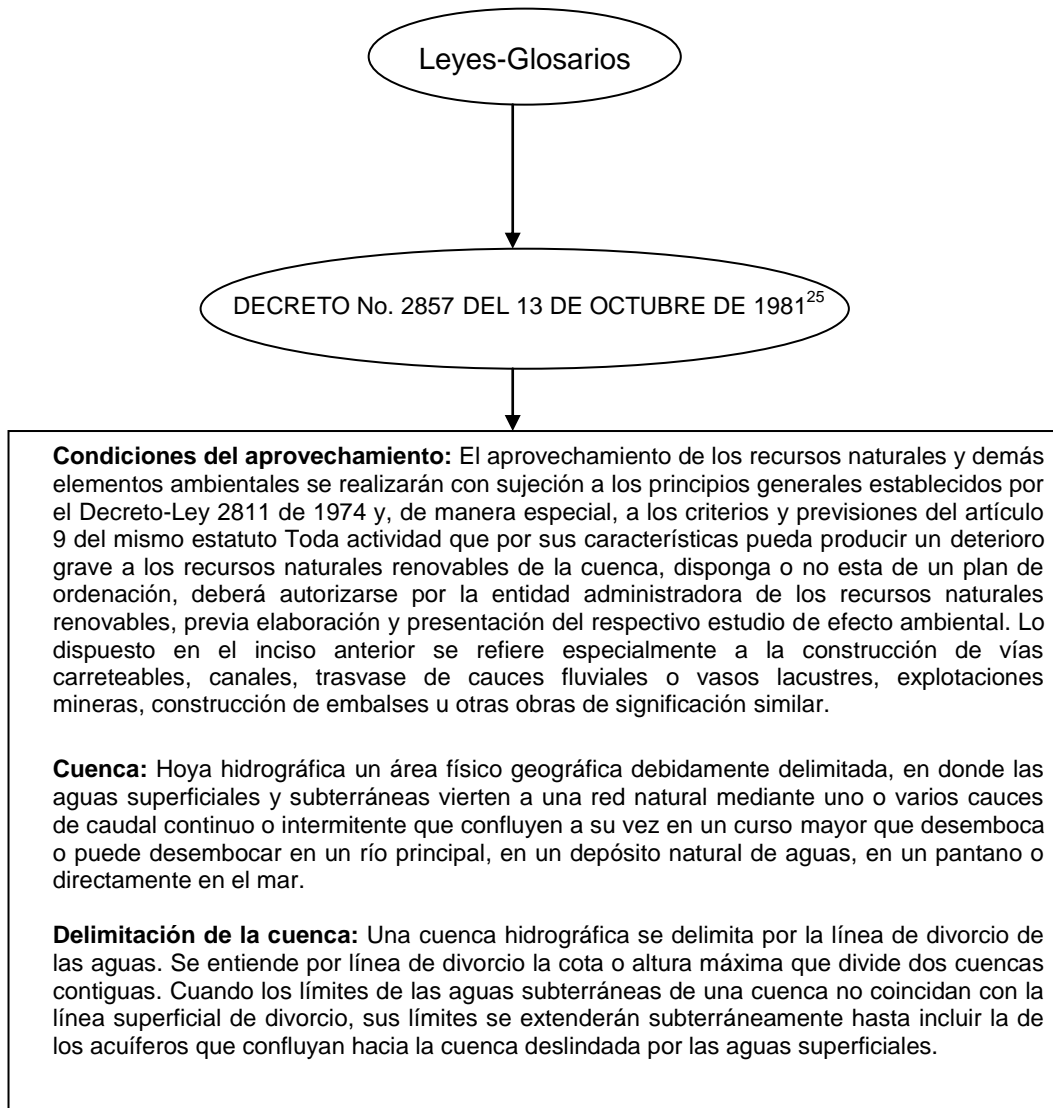 Leyes-Glosarios
DECRETO No. 2857 DEL 13 DE OCTUBRE DE 1981²⁵
Condiciones del aprovechamiento: El aprovechamiento de los recursos naturales y demás
elementos ambientales se realizarán con sujeción a los principios generales establecidos por
el Decreto-Ley 2811 de 1974 y, de manera especial, a los criterios y previsiones del artículo
9 del mismo estatuto Toda actividad que por sus características pueda producir un deterioro
grave a los recursos naturales renovables de la cuenca, disponga o no esta de un plan de
ordenación, deberá autorizarse por la entidad administradora de los recursos naturales
renovables, previa elaboración y presentación del respectivo estudio de efecto ambiental. Lo
dispuesto en el inciso anterior se refiere especialmente a la construcción de vías
carreteables, canales, trasvase de cauces fluviales o vasos lacustres, explotaciones
mineras, construcción de embalses u otras obras de significación similar.
Cuenca: Hoya hidrográfica un área físico geográfica debidamente delimitada, en donde las
aguas superficiales y subterráneas vierten a una red natural mediante uno o varios cauces
de caudal continuo o intermitente que confluyen a su vez en un curso mayor que desemboca
o puede desembocar en un río principal, en un depósito natural de aguas, en un pantano o
directamente en el mar.
Delimitación de la cuenca: Una cuenca hidrográfica se delimita por la línea de divorcio de
las aguas. Se entiende por línea de divorcio la cota o altura máxima que divide dos cuencas
contiguas. Cuando los límites de las aguas subterráneas de una cuenca no coincidan con la
línea superficial de divorcio, sus límites se extenderán subterráneamente hasta incluir la de
los acuíferos que confluyan hacia la cuenca deslindada por las aguas superficiales.